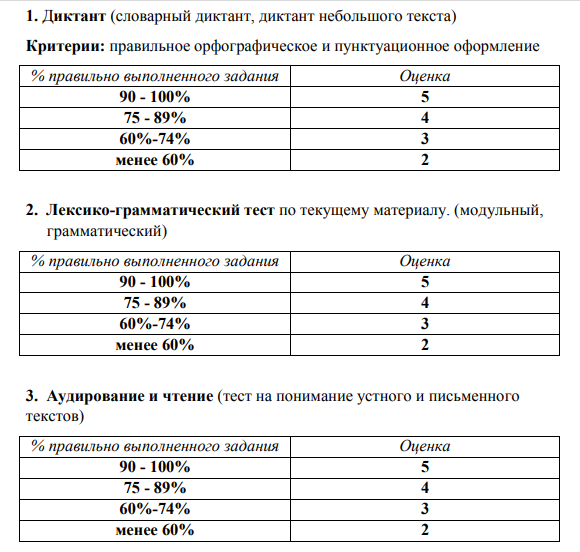 1. Диктант (словарный диктант, диктант небольшого текста)
Критерии: правильное орфографическое и пунктуационное оформление
% правильно выполненного задания Оценка
90 - 100% 5
75 - 89% 4
60%-74% 3
менее 60% 2
2. Лексико-грамматический тест по текущему материалу. (модульный,
грамматический)
% правильно выполненного задания Оценка
90 - 100% 5
75 - 89% 4
60%-74% 3
менее 60% 2
3. Аудирование и чтение (тест на понимание устного и письменного
текстов)
% правильно выполненного задания Оценка
90 - 100% 5
75 - 89% 4
60%-74% 3
менее 60% 2